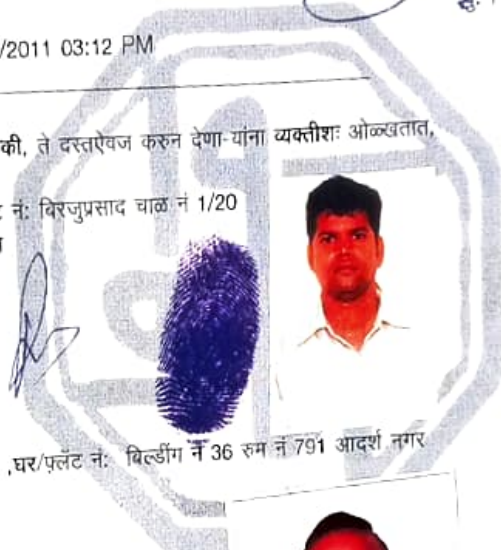 /2011 03:12 PM
की, ते दस्तऐवज करुन देणा-यांना व्यक्तीशः ओळखतात,
नं: बिरजुप्रसाद चाळ नं 1/20
,घर/फ़्लॅट नं: बिल्डींग नं 36 रुम नं 791 आदर्श नगर